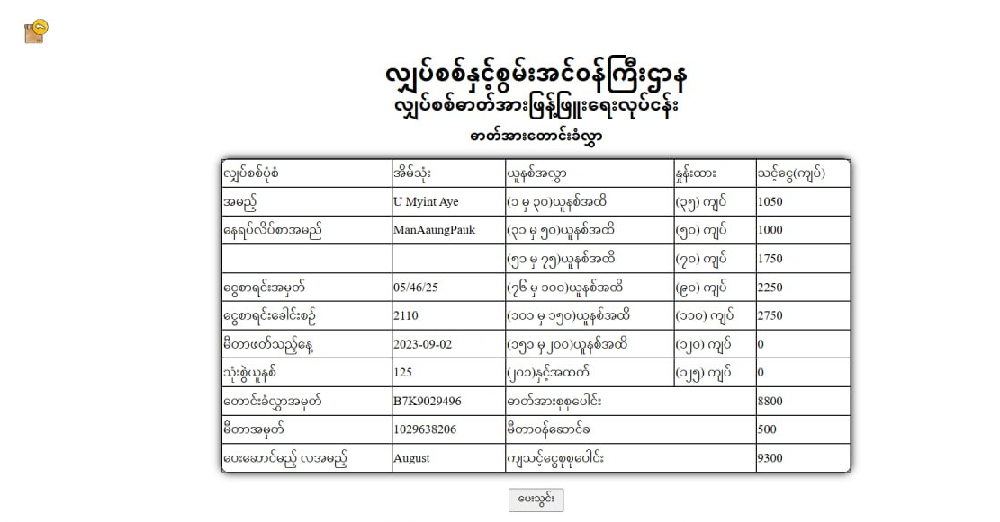 လျှပ်စစ်နှင့်စွမ်းအင်ဝန်ကြီးဌာန
လျှပ်စစ်ဓာတ်အားဖြန့်ဖြူးရေးလုပ်ငန်း
ဓာတ်အားတောင်းခံလွှာ
လျှပ်စစ်ပုံစံ အိမ်သုံး ယူနစ်အလွှာ နှုန်းထား သင့်ငွေ(ကျပ်)
အမည့် U Myint Aye (၁ မှ ၃၀)ယူနစ်အထိ (၃၅) ကျပ် 1050
နေရပ်လိပ်စာအမည် ManAaungPauk (၃၁ မှ ၅၀)ယူနစ်အထိ (၅၀) ကျပ် 1000
(၅၁ မှ ၇၅)ယူနစ်အထိ (၇၀) ကျပ် 1750
ငွေစာရင်းအမှတ် 05/46/25 (၇၆ မှ ၁၀၀)ယူနစ်အထိ (၉၀) ကျပ် 2250
ငွေစာရင်းခေါင်းစဉ် 2110 (၁၀၁ မှ ၁၅၀)ယူနစ်အထိ (၁၁၀) ကျပ် 2750
မီတာဖတ်သည့်နေ့ 2023-09-02 (၁၅၁ မှ ၂၀၀)ယူနစ်အထိ (၁၂၀) ကျပ် 0
သုံးစွဲယူနစ် 125 (၂၀၁)နှင့်အထက် (၁၂၅) ကျပ် 0
တောင်းခံလွှာအမှတ် B7K9029496 ဓာတ်အားစုစုပေါင်း 8800
မီတာအမှတ် 1029638206 မီတာဝန်ဆောင်ခ 500
ပေးဆောင်မည့် လအမည့် August ကျသင့်ငွေစုစုပေါင်း 9300
ပေးသွင်း